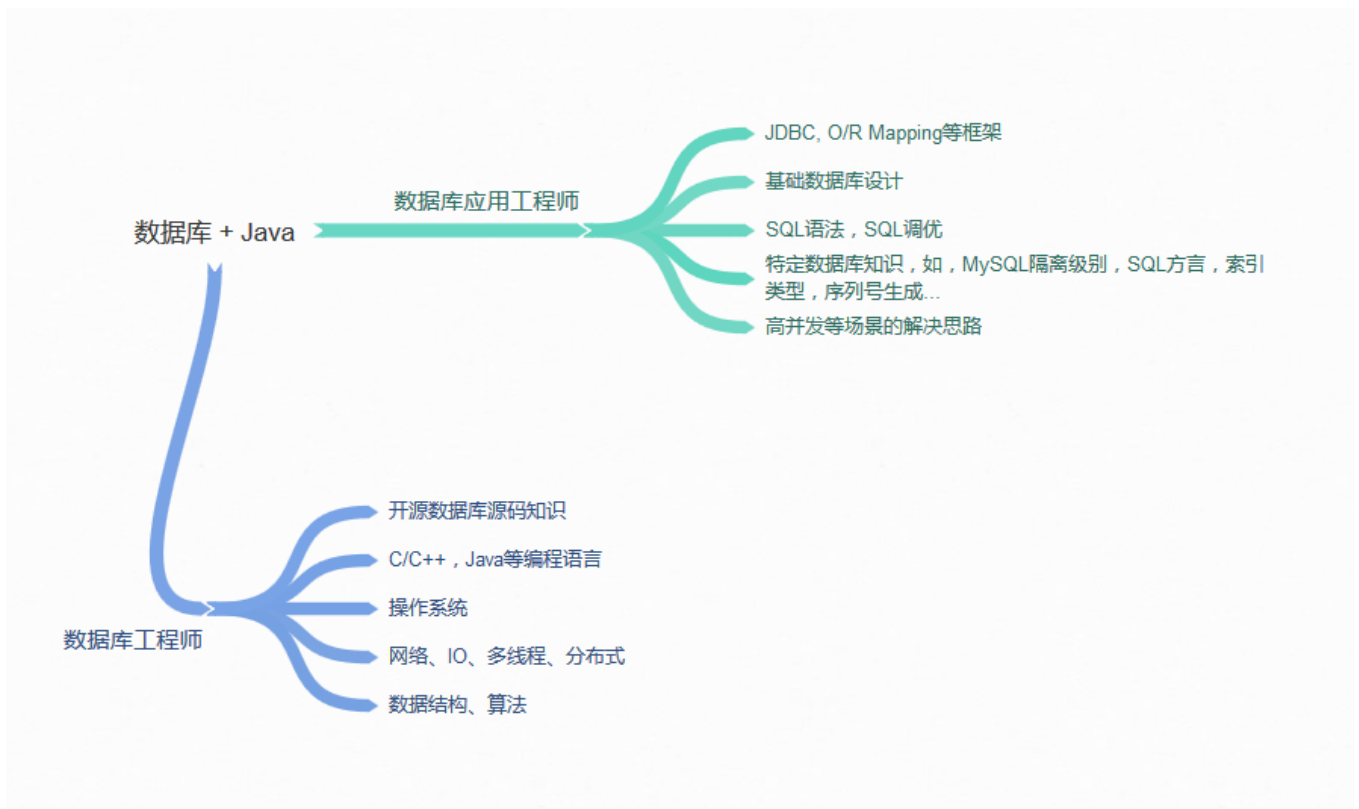 数据库 + Java
数据库应用工程师
JDBC, O/R Mapping等框架
基础数据库设计
SQL语法，SQL调优
特定数据库知识，如，MySQL隔离级别，SQL方言，索引
类型，序列号生成...
高并发等场景的解决思路
数据库工程师
开源数据库源码知识
C/C++，Java等编程语言
操作系统
网络、IO、多线程、分布式
数据结构、算法